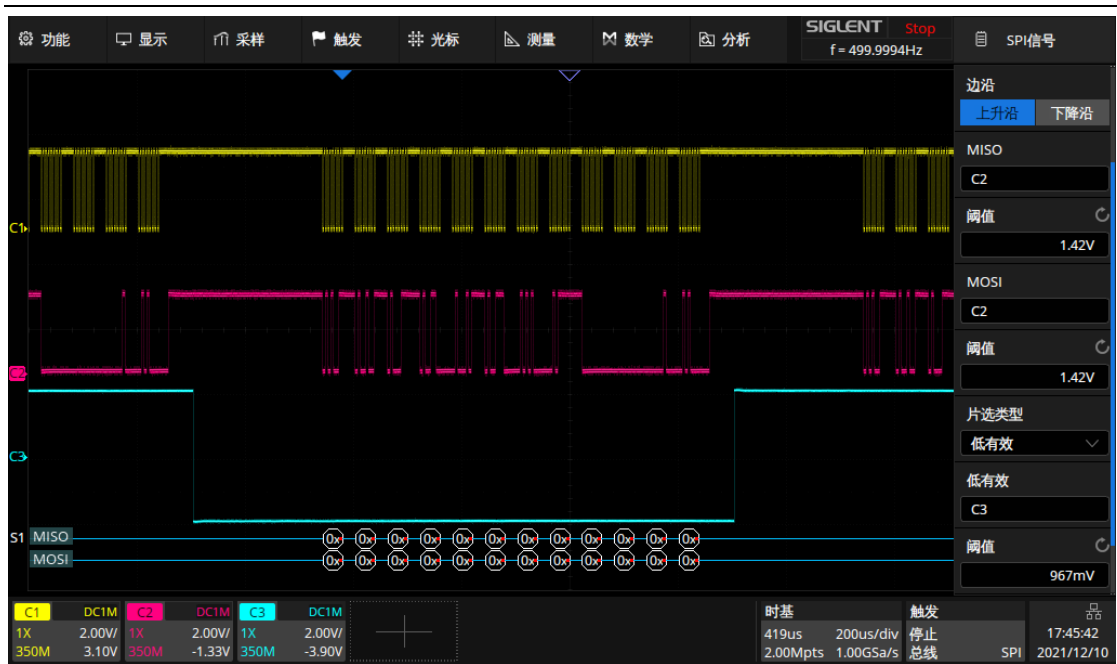 功能 显示 采样 触发 光标 测量 数学 分析 SIGLENT Stop SPI信号
f = 499.9994Hz
边沿
上升沿 下降沿
MISO
C2
阈值
1.42V
MOSI
C2
阈值
1.42V
片选类型
低有效
低有效
C3
阈值
967mV
C1
C2
C3
S1 MISO 0x 0x 0x 0x 0x 0x 0x 0x 0x 0x 0x 0x
MOSI 0x 0x 0x 0x 0x 0x 0x 0x 0x 0x 0x 0x
C1 DC1M C2 DC1M C3 DC1M 时基 触发
1X 2.00V/ 1X 2.00V/ 1X 2.00V/ 419us 200us/div 停止 17:45:42
350M 3.10V 350M -1.33V 350M -3.90V 2.00Mpts 1.00GSa/s 总线 SPI 2021/12/10